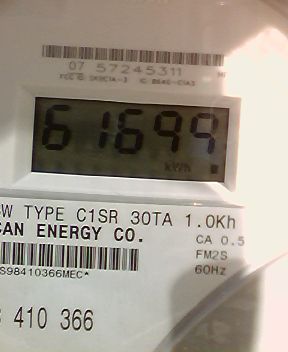 07 57245311
61699
kWh
W TYPE C1SR 30TA 1.0Kh
CAN ENERGY CO.
CA 0.5
FM2S
60Hz
S98410366MEC*
410 366